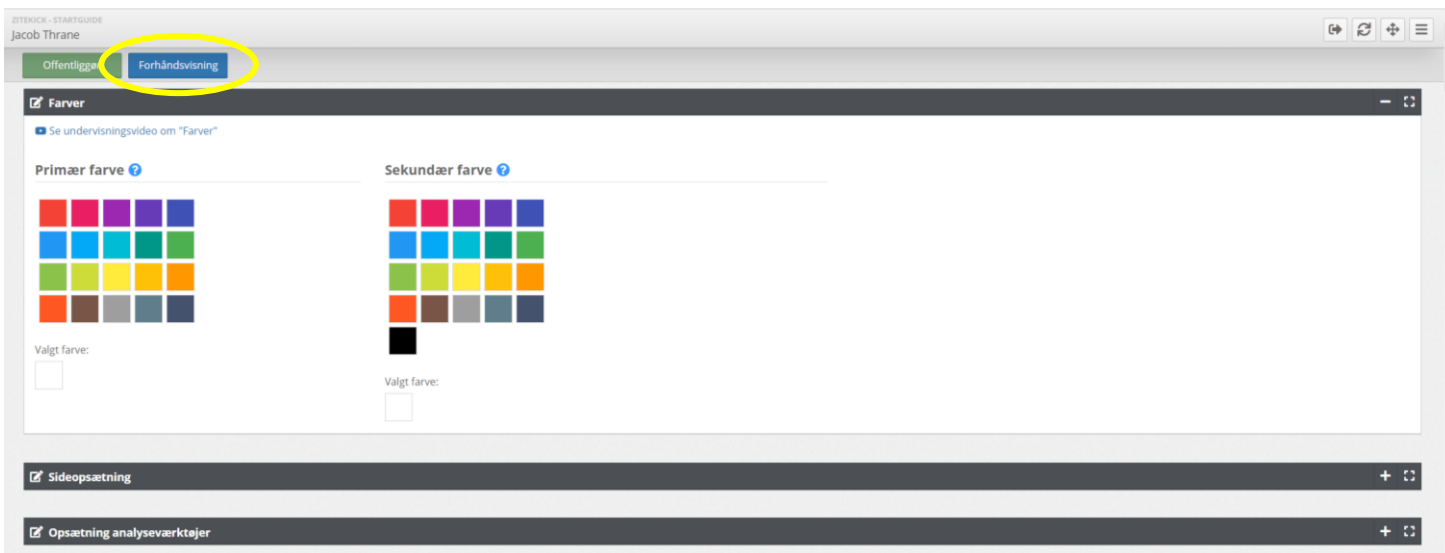 ZITEKICK - STARTGUIDE
Jacob Thrane
Offentliggør Forhåndsvisning
Farver
Se undervisningsvideo om "Farver"
Primær farve Sekundær farve
Valgt farve:
Valgt farve:
Sideopsætning
Opsætning analyseværktøjer